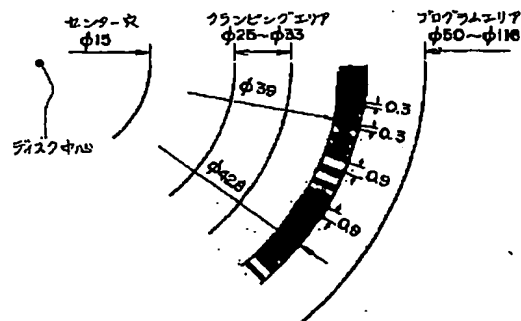 センター穴
φ15
クランピングエリア
φ25~φ33
プログラムエリア
φ50~φ116
φ39
φ42.8
ディスク中心
0.3
0.3
0.9
0.9